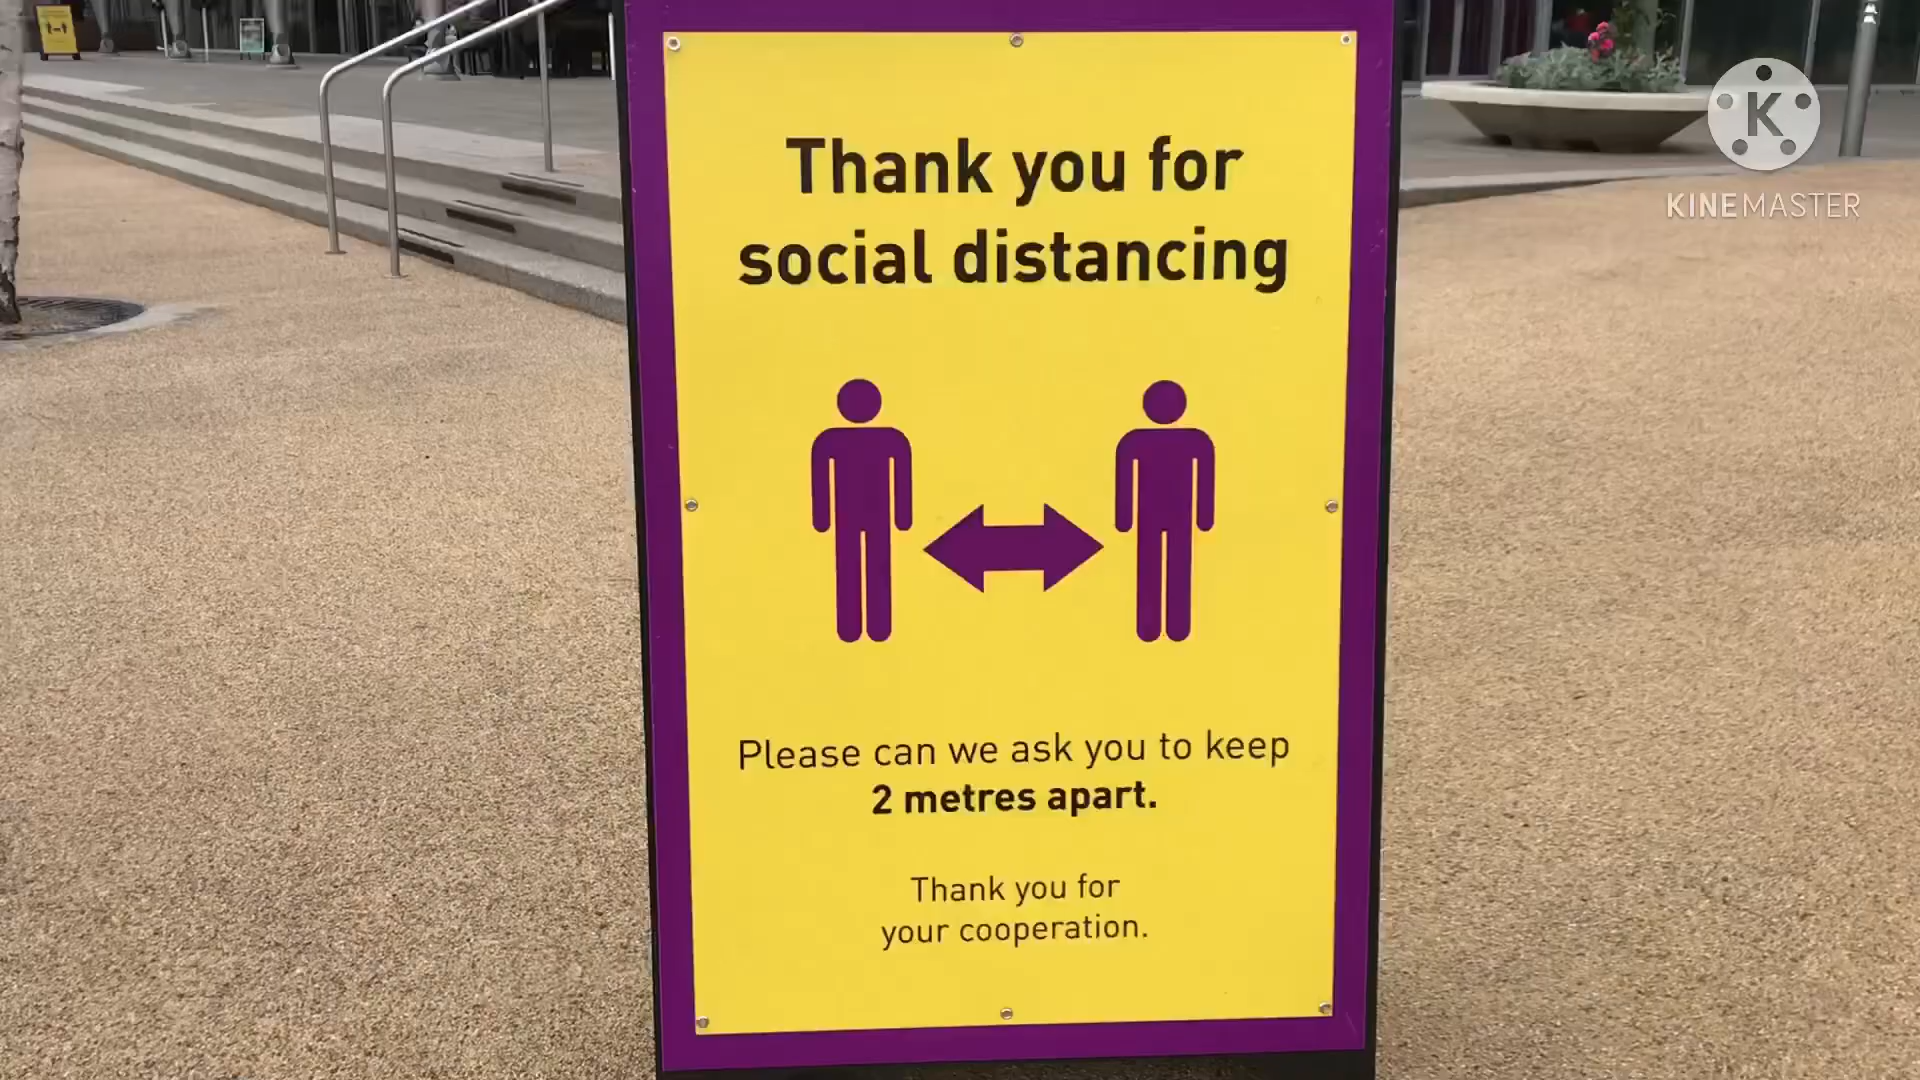 Thank you for
social distancing
Please can we ask you to keep
2 metres apart.
Thank you for
your cooperation.
K
KINEMASTER